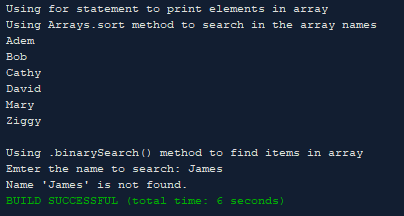 Using for statement to print elements in array
Using Arrays.sort method to search in the array names
Adem
Bob
Cathy
David
Mary
Ziggy
Using .binarySearch() method to find items in array
Emter the name to search: James
Name 'James' is not found.
BUILD SUCCESSFUL (total time: 6 seconds)